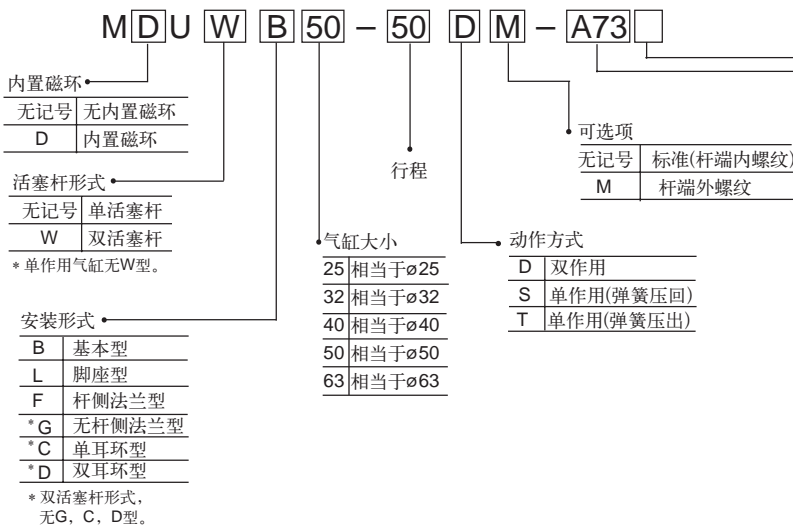 MDUWB50－50DM－A73
内置磁环
无记号 无内置磁环
D 内置磁环
活塞杆形式
无记号 单活塞杆
W 双活塞杆
* 单作用气缸无W型。
安装形式
B 基本型
L 脚座型
F 杆侧法兰型
*G 无杆侧法兰型
*C 单耳环型
*D 双耳环型
* 双活塞杆形式，
无G，C，D型。
气缸大小
25 相当于ø25
32 相当于ø32
40 相当于ø40
50 相当于ø50
63 相当于ø63
行程
动作方式
D 双作用
S 单作用(弹簧压回)
T 单作用(弹簧压出)
可选项
无记号 标准(杆端内螺纹)
M 杆端外螺纹